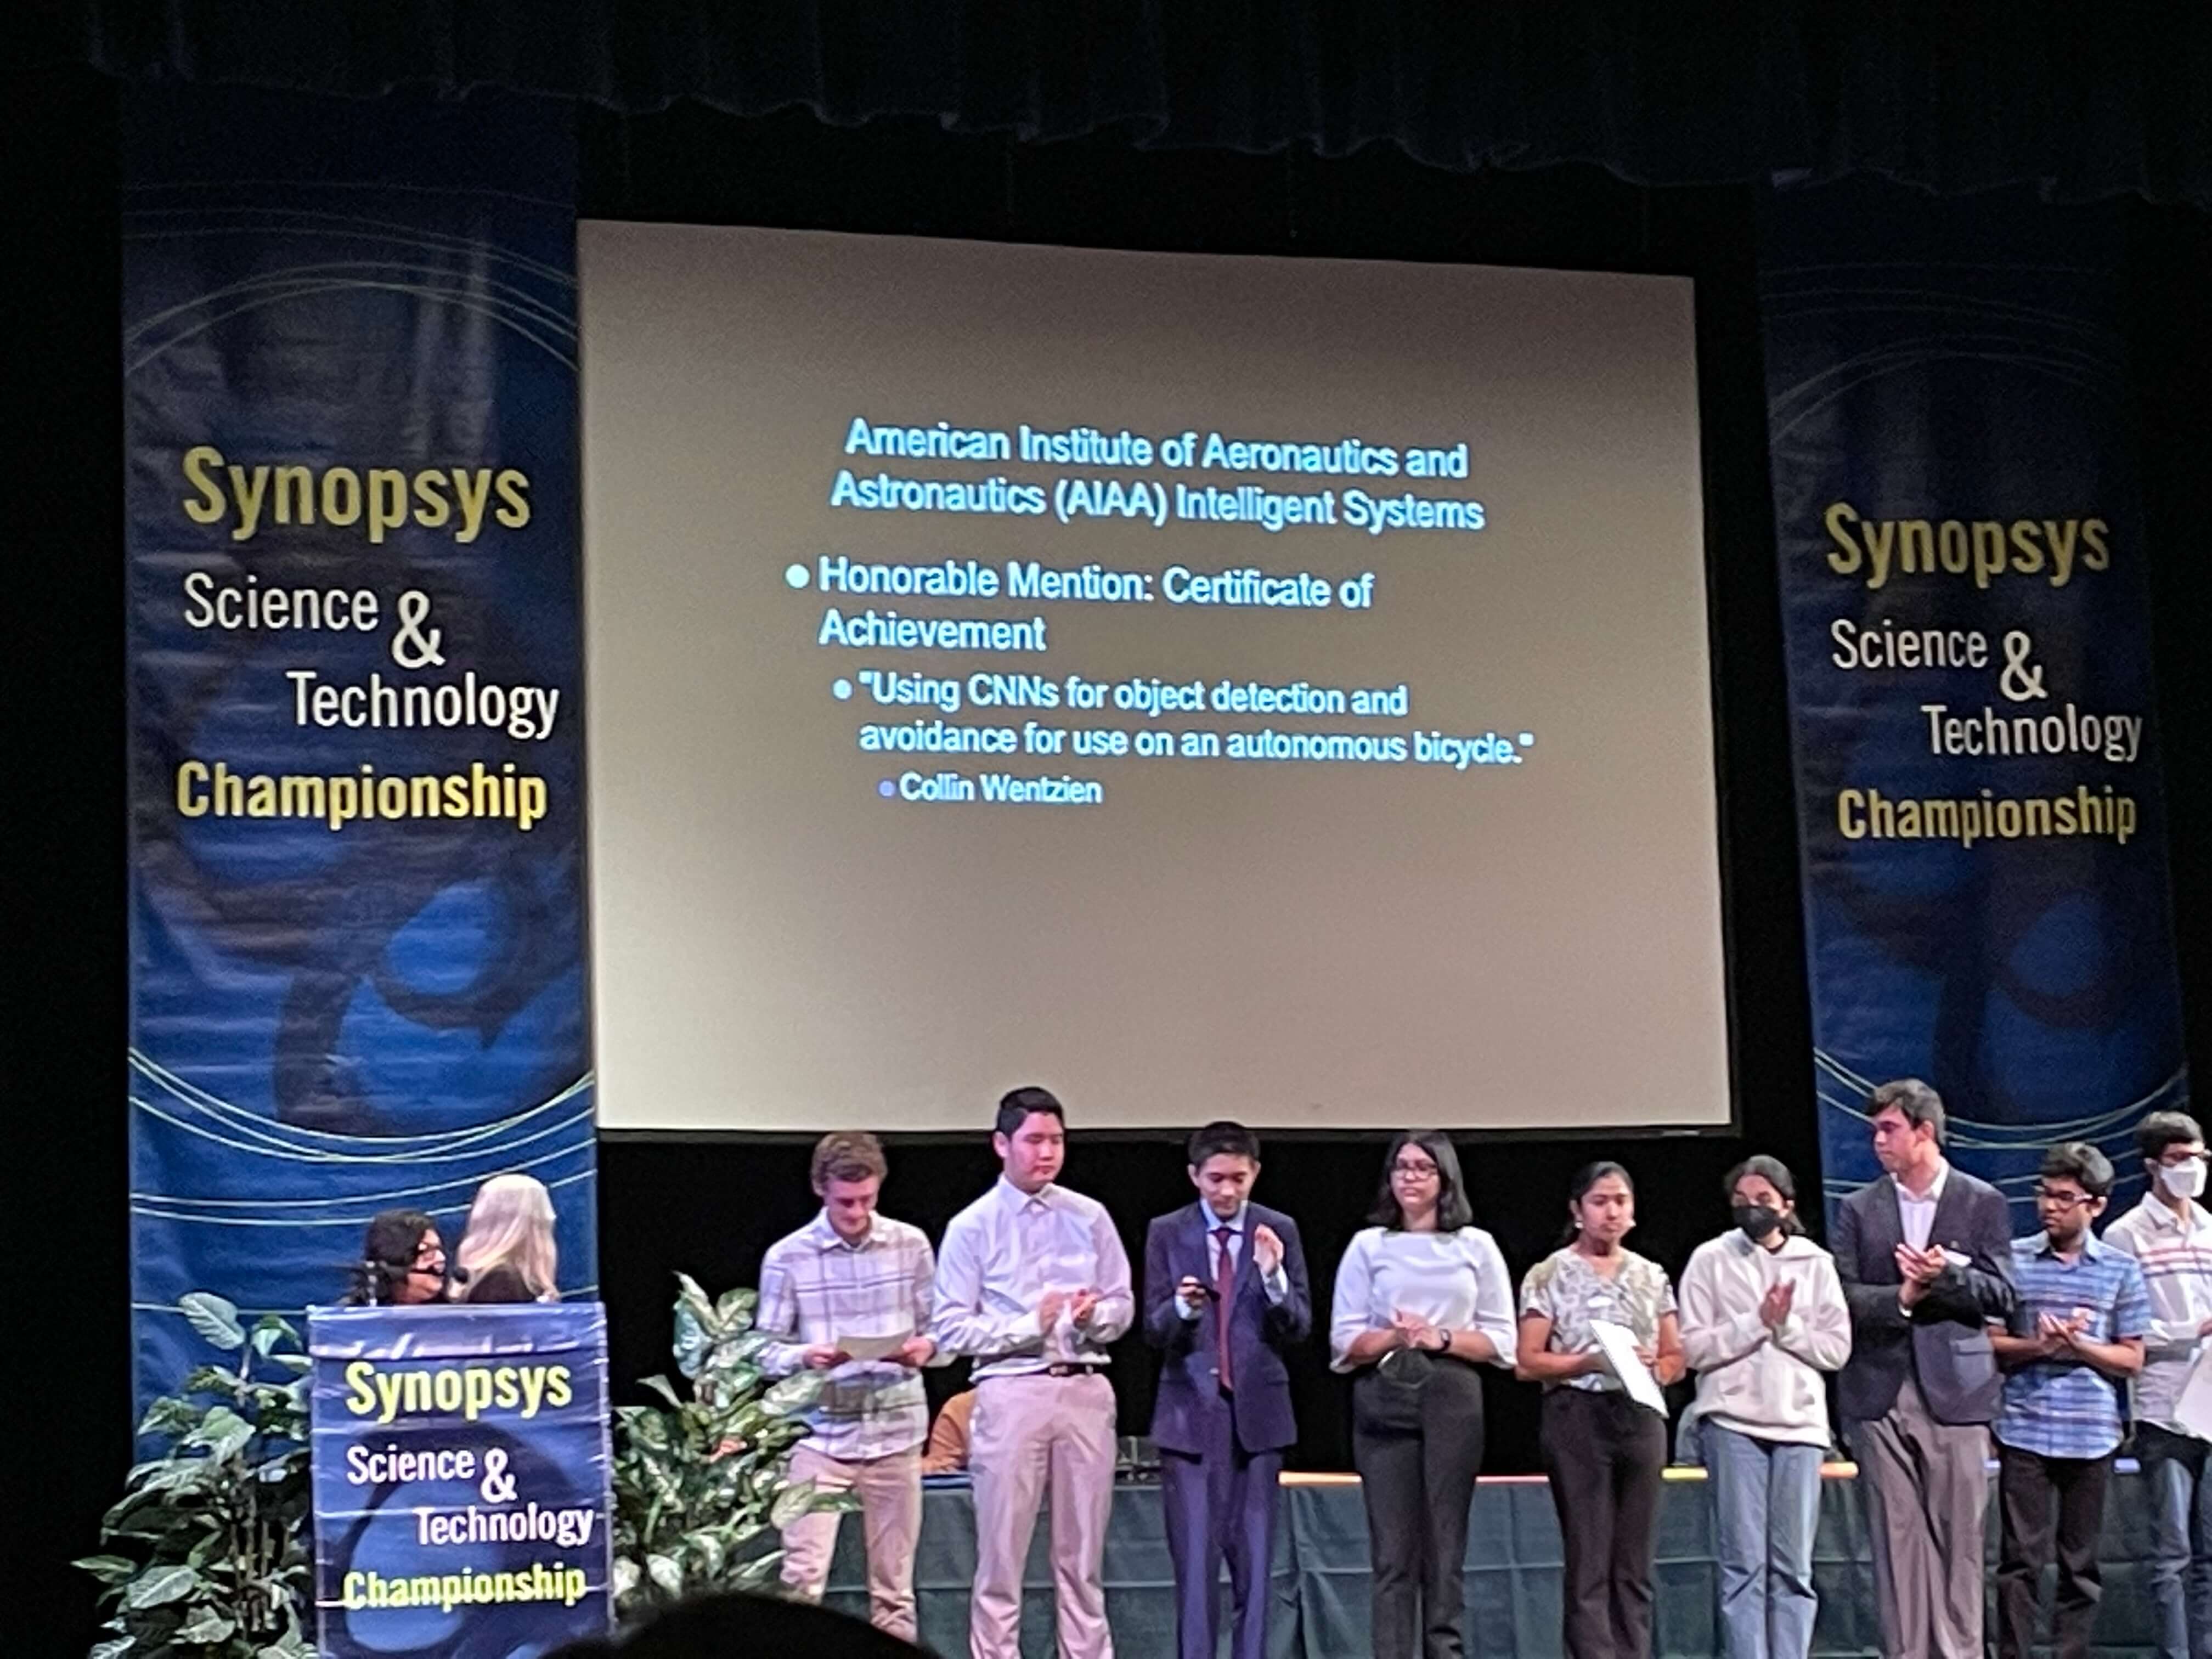 Synopsys
Science &
Technology
Championship
American Institute of Aeronautics and
Astronautics (AIAA) Intelligent Systems
● Honorable Mention: Certificate of
Achievement
● "Using CNNs for object detection and
avoidance for use on an autonomous bicycle."
● Collin Wentzien
Synopsys
Science &
Technology
Championship
Synopsys
Science &
Technology
Championship